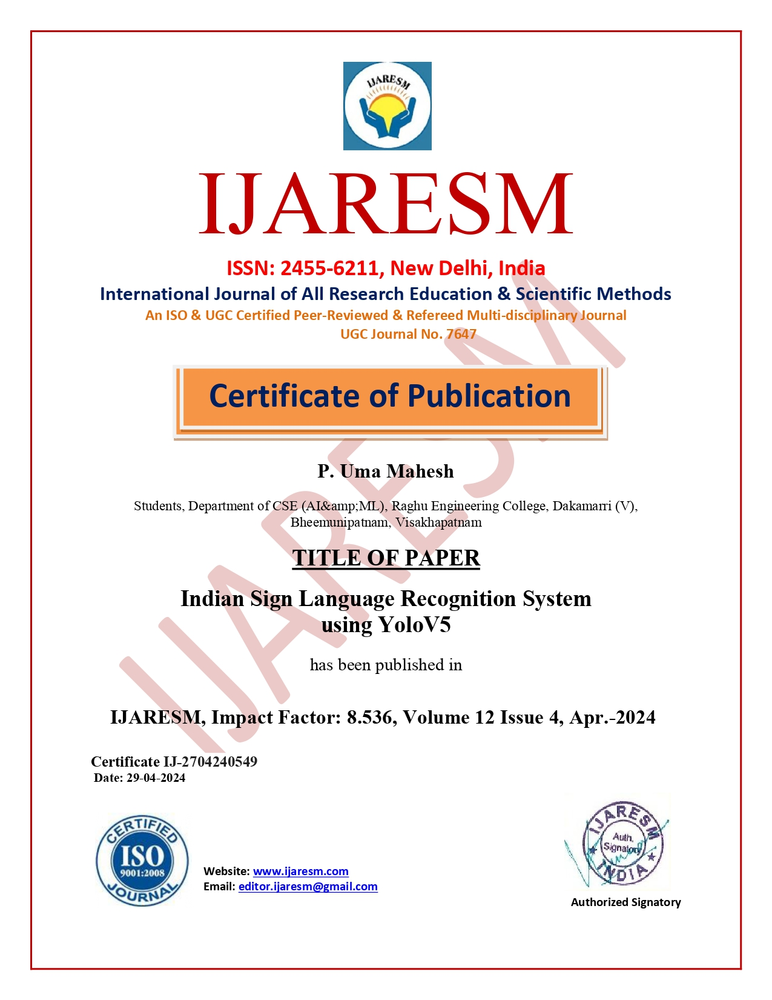 IJARESM
IJARESM
ISSN: 2455-6211, New Delhi, India
International Journal of All Research Education & Scientific Methods
An ISO & UGC Certified Peer-Reviewed & Refereed Multi-disciplinary Journal
UGC Journal No. 7647
Certificate of Publication
P. Uma Mahesh
Students, Department of CSE (AI&amp;ML), Raghu Engineering College, Dakamarri (V),
Bheemunipatnam, Visakhapatnam
TITLE OF PAPER
Indian Sign Language Recognition System
using YoloV5
has been published in
IJARESM, Impact Factor: 8.536, Volume 12 Issue 4, Apr.-2024
IJARESM
Certificate IJ-2704240549
Date: 29-04-2024
CERTIFIED
ISO
9001:2008
JOURNAL
Website: www.ijaresm.com
Email: editor.ijaresm@gmail.com
IJARESM
Auth.
Signatory
INDIA
Authorized Signatory